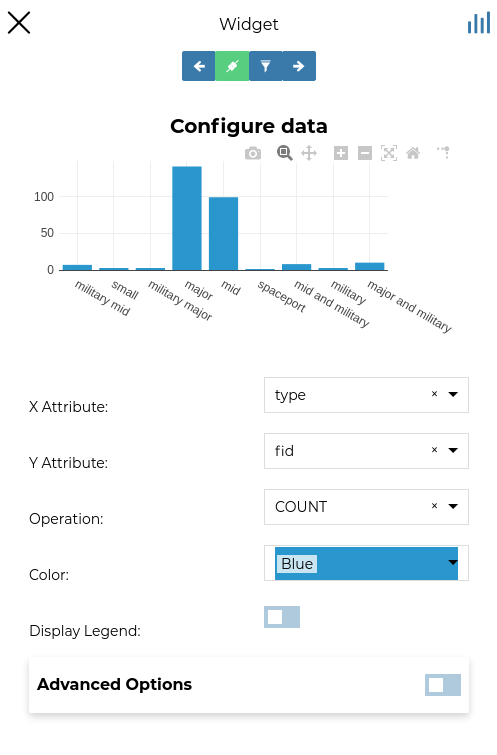 Widget
Configure data
100
50
0
military mid
small
military major
major
mid
spaceport
mid and military
military
major and military
X Attribute:
type
×
Y Attribute:
fid
×
Operation:
COUNT
×
Color:
Blue
Display Legend:
Advanced Options